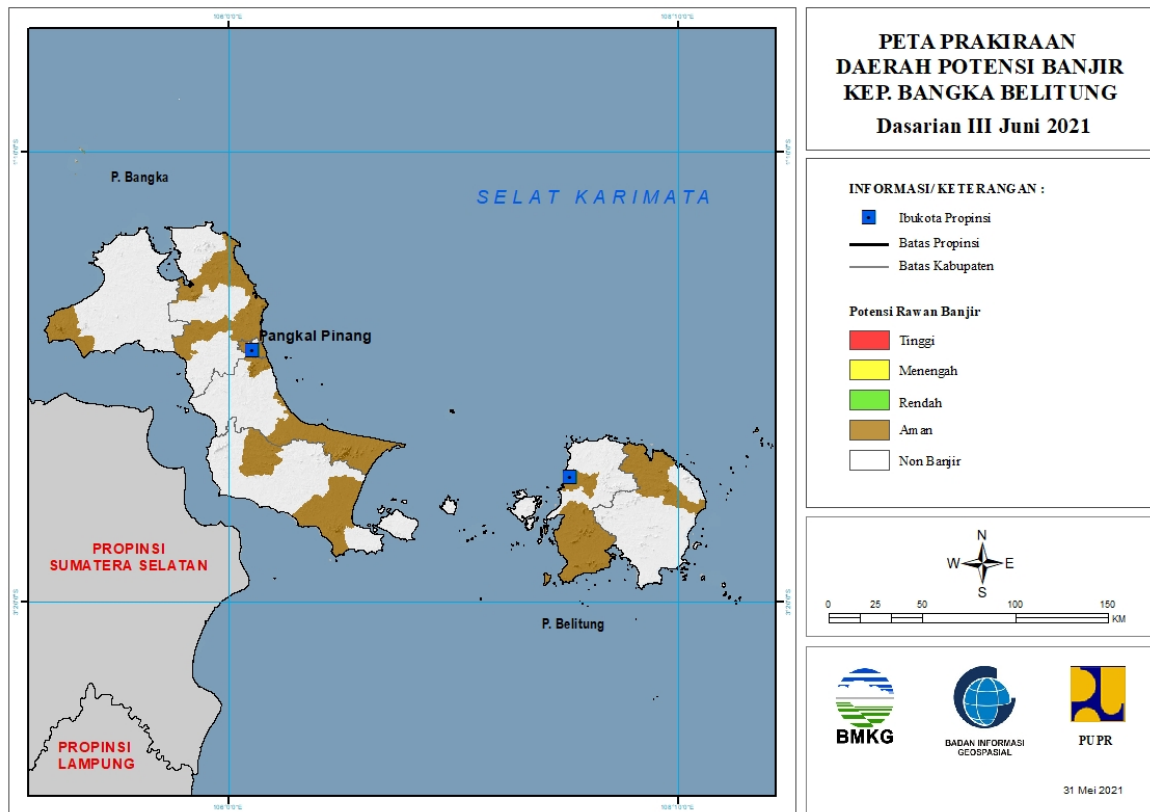 PETA PRAKIRAAN
DAERAH POTENSI BANJIR
KEP. BANGKA BELITUNG
Dasarian III Juni 2021
INFORMASI/ KETERANGAN :
Ibukota Propinsi
Batas Propinsi
Batas Kabupaten
Potensi Rawan Banjir
Tinggi
Menengah
Rendah
Aman
Non Banjir
N
W E
S
0 25 50 100 150
KM
BMKG
BADAN INFORMASI
GEOSPASIAL
PUPR
31 Mei 2021
P. Bangka
SELAT KARIMATA
Pangkal Pinang
PROPINSI
SUMATERA SELATAN
P. Belitung
PROPINSI
LAMPUNG